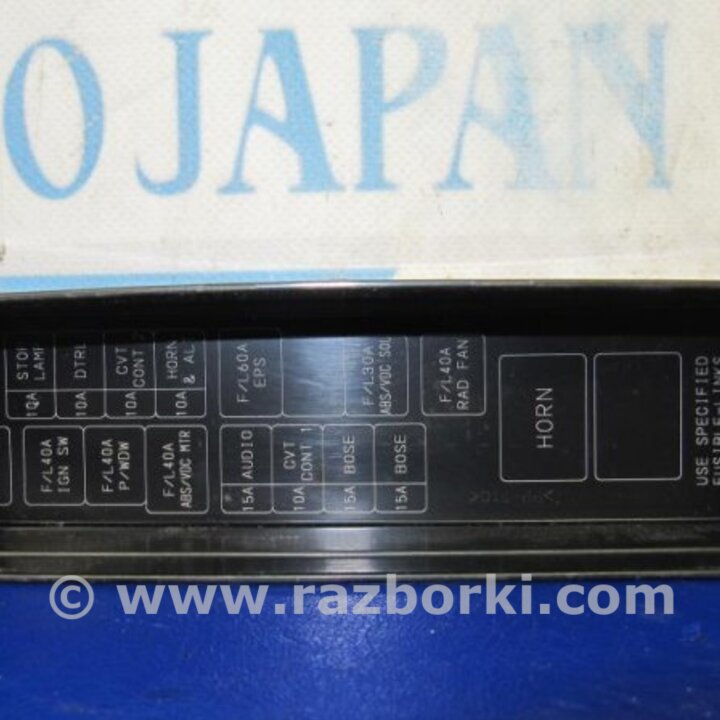 O JAPAN
STOP
LAMP
10A
DTRL
10A
CVT
CONT 2
10A
HORN
& AL
10A
F/L60A
EPS
F/L30A
ABS/VDC SOL
F/L40A
RAD FAN
HORN
USE SPECIFIED
F/L40A
IGN SW
F/L40A
P/WDW
F/L40A
ABS/VDC MTR
AUDIO
15A
CVT
CONT 1
10A
BOSE
15A
BOSE
15A
© www.razborki.com